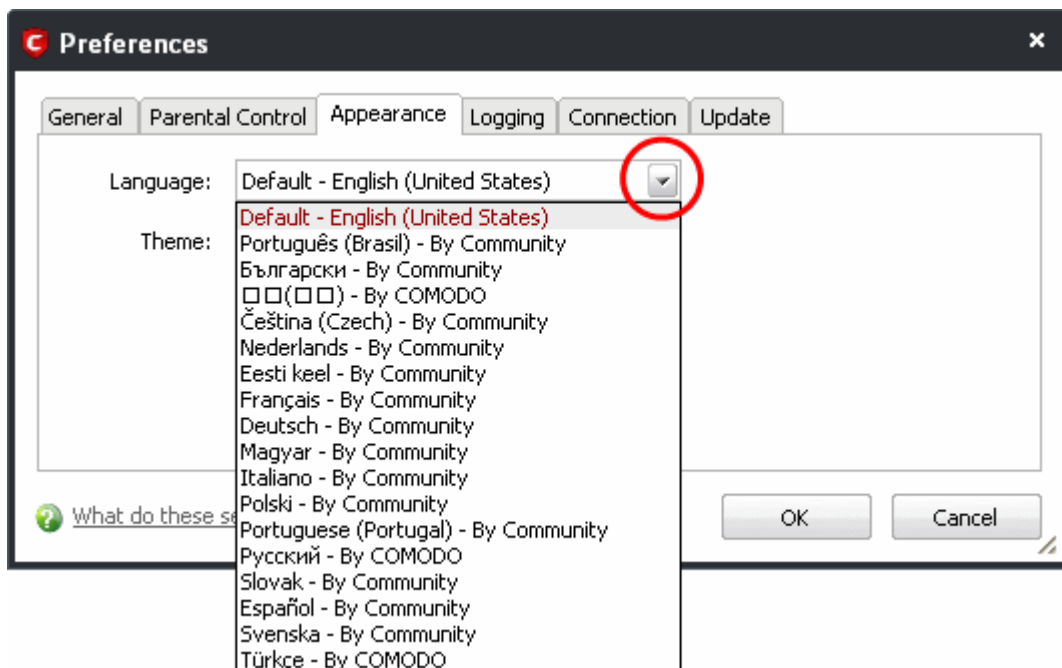 Preferences
General Parental Control Appearance Logging Connection Update
Language: Default - English (United States)
Default - English (United States)
Theme:
Português (Brasil) - By Community
Български - By Community
□□(□□) - By COMODO
Čeština (Czech) - By Community
Nederlands - By Community
Eesti keel - By Community
Français - By Community
Deutsch - By Community
Magyar - By Community
Italiano - By Community
Polski - By Community
What do these
OK Cancel
Portuguese (Portugal) - By Community
Русский - By COMODO
Slovak - By Community
Español - By Community
Svenska - By Community
Türkçe - By COMODO